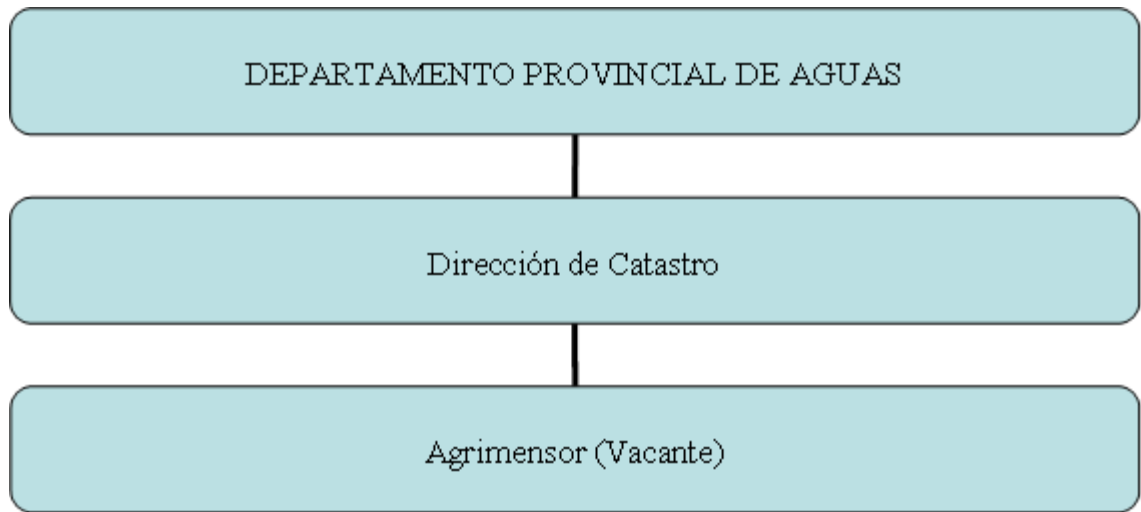 DEPARTAMENTO PROVINCIAL DE AGUAS
Dirección de Catastro
Agrimensor (Vacante)